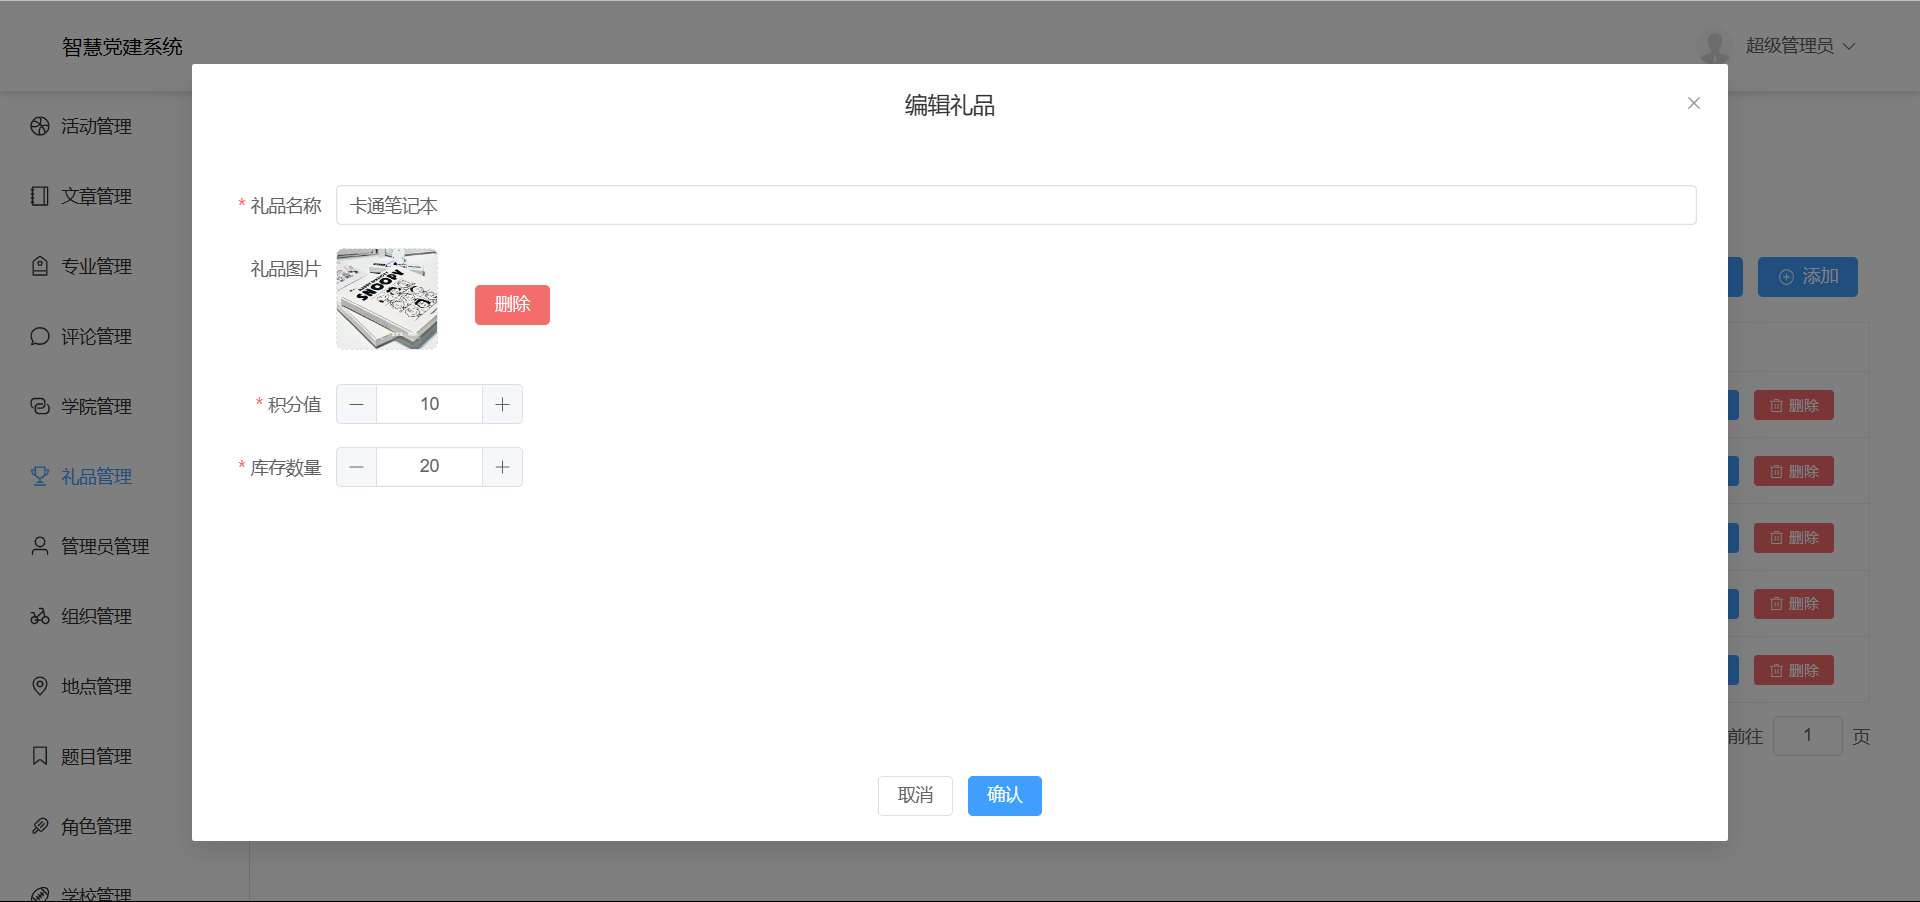 智慧党建系统
超级管理员
活动管理
文章管理
专业管理
评论管理
学院管理
礼品管理
管理员管理
组织管理
地点管理
题目管理
角色管理
学校管理
编辑礼品
* 礼品名称 卡通笔记本
礼品图片
SNOOPY
删除
* 积分值 10
* 库存数量 20
取消 确认
添加
删除
删除
删除
删除
删除
前往 1 页